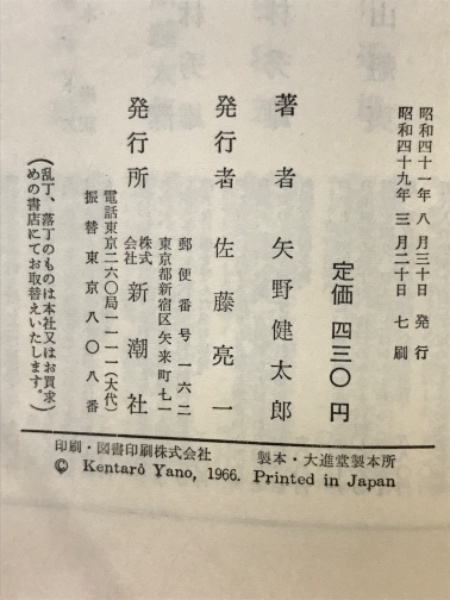 昭和四十一年 八 月三十日 発 行
昭和四十九年 三 月二十日 七 刷
定価 四三〇 円
著者 矢野健太郎
発行者 佐藤亮一
発行所 株式会社 新潮社
郵便番号 一六二
東京都新宿区矢来町七一
電話東京二六〇局一一一一(大代)
振替東京八〇八番
(乱丁、落丁のものは本社又はお買求
めの書店にてお取替えいたします。)
印刷・図書印刷株式会社 製本・大進堂製本所
© Kentarô Yano, 1966. Printed in Japan